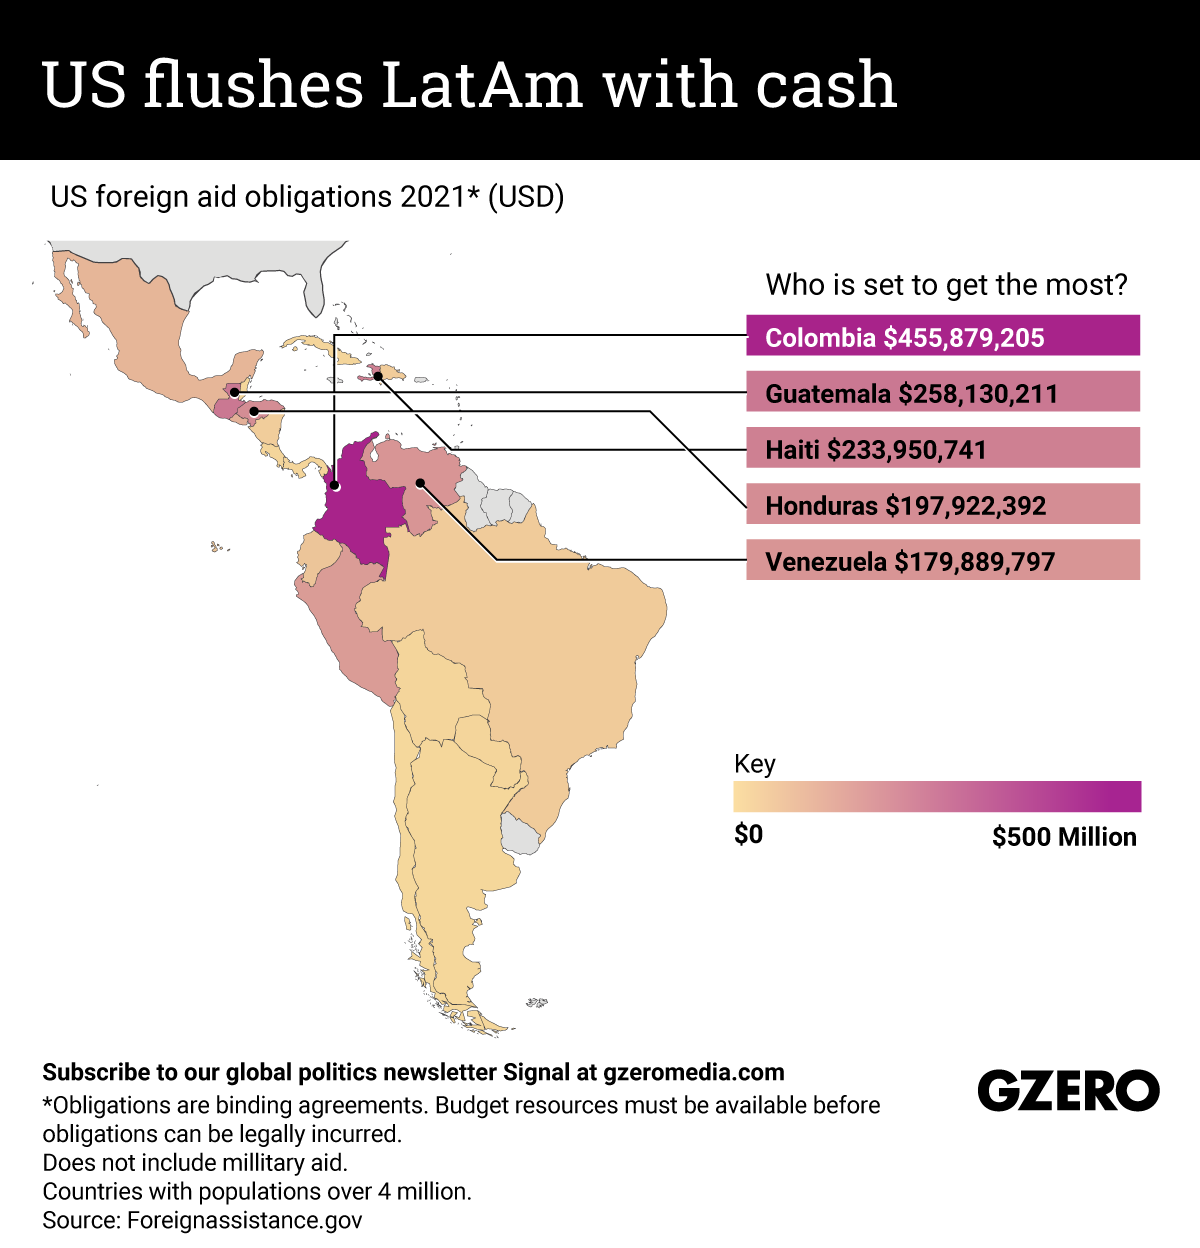 US flushes LatAm with cash
US foreign aid obligations 2021* (USD)
Who is set to get the most?
Colombia $455,879,205
Guatemala $258,130,211
Haiti $233,950,741
Honduras $197,922,392
Venezuela $179,889,797
Key
$0
$500 Million
Subscribe to our global politics newsletter Signal at gzeromedia.com
*Obligations are binding agreements. Budget resources must be available before
obligations can be legally incurred.
Does not include millitary aid.
Countries with populations over 4 million.
Source: Foreignassistance.gov
GZERO